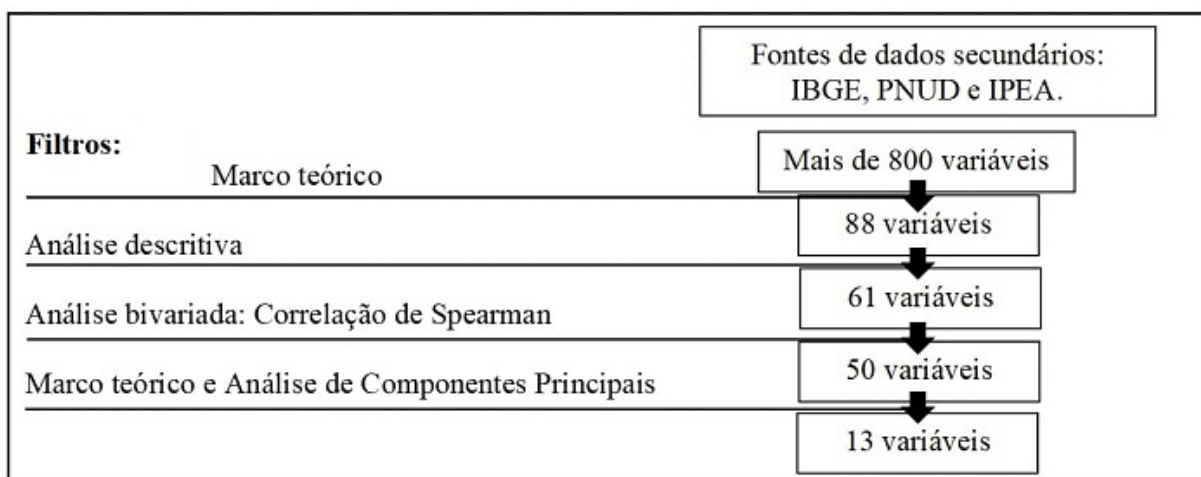 Fontes de dados secundários:
IBGE, PNUD e IPEA.
Filtros:
Mais de 800 variáveis
Marco teórico
88 variáveis
Análise descritiva
61 variáveis
Análise bivariada: Correlação de Spearman
50 variáveis
Marco teórico e Análise de Componentes Principais
13 variáveis